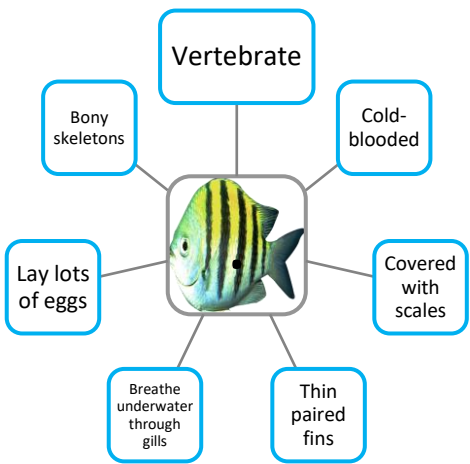 Vertebrate
Cold-
blooded
Covered
with
scales
Thin
paired
fins
Breathe
underwater
through
gills
Lay lots
of eggs
Bony
skeletons